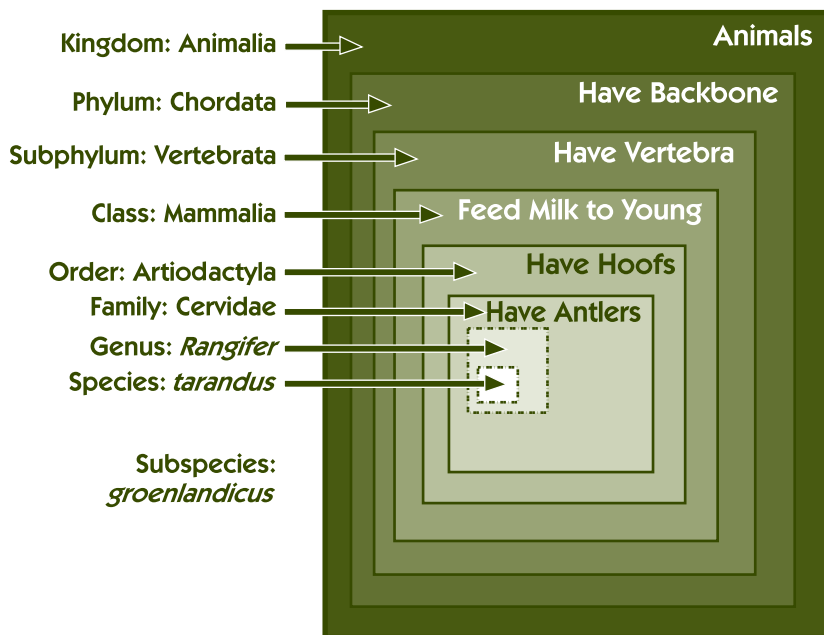 Kingdom: Animalia
Animals
Phylum: Chordata
Have Backbone
Subphylum: Vertebrata
Have Vertebra
Class: Mammalia
Feed Milk to Young
Order: Artiodactyla
Have Hoofs
Family: Cervidae
Have Antlers
Genus: Rangifer
Species: tarandus
Subspecies:
groenlandicus